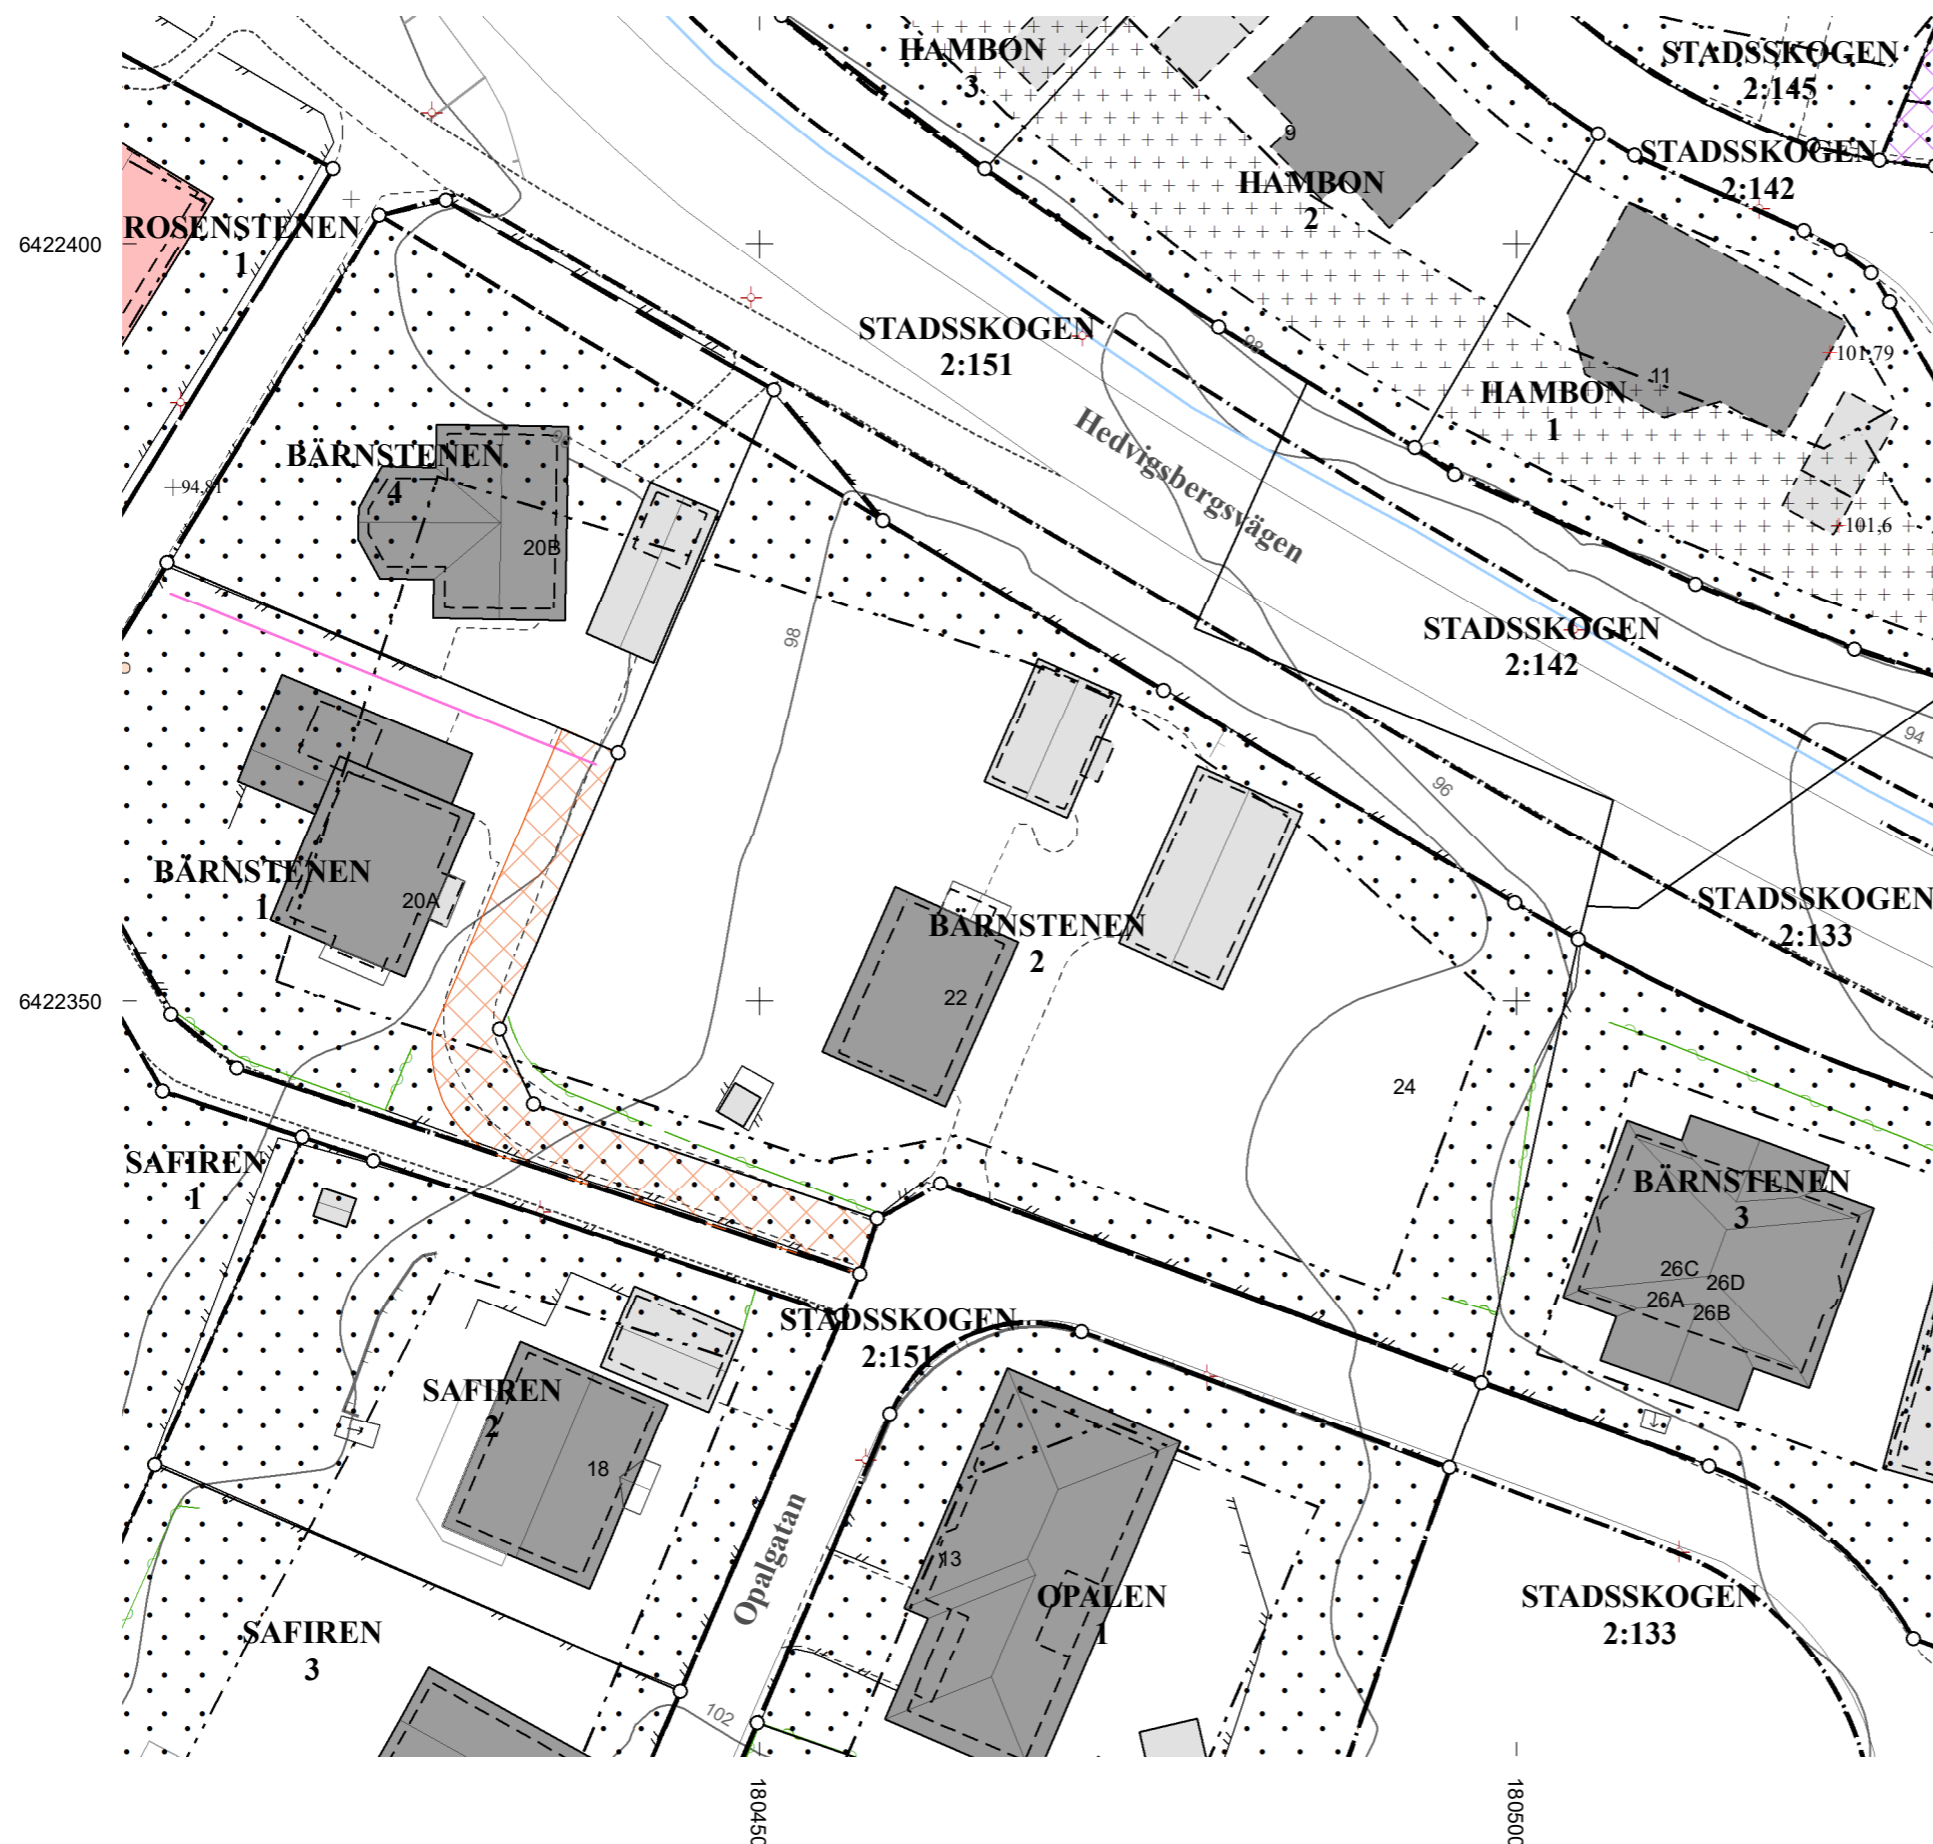 HAMBON
3
STADSSKOGEN
2:145
9
STADSSKOGEN
2:142
HAMBON
2
ROSENSTENEN
1
6422400
STADSSKOGEN
2:151
98
101,79
11
HAMBON
1
Hedvigsbergsvägen
96
BÄRNSTENEN
4
94,81
20B
101,6
98
STADSSKOGEN
2:142
94
96
BÄRNSTENEN
1
20A
STADSSKOGEN
2:133
BÄRNSTENEN
2
22
6422350
24
SAFIREN
1
BÄRNSTENEN
3
26C
26D
26A
26B
STADSSKOGEN
2:151
SAFIREN
2
18
Opalgatan
13
OPALEN
1
STADSSKOGEN
2:133
SAFIREN
3
102
180450
180500